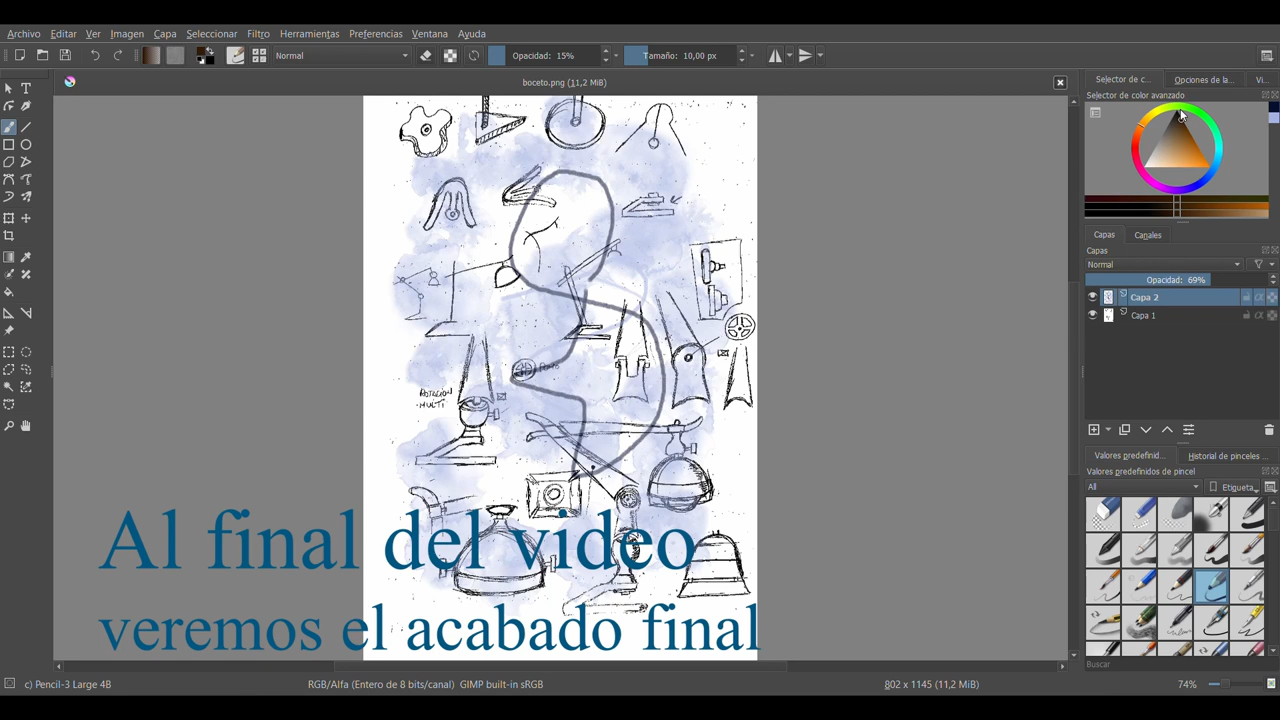 Archivo Editar Ver Imagen Capa Seleccionar Filtro Herramientas Preferencias Ventana Ayuda
Normal Opacidad: 15% Tamaño: 10,00 px
boceto.png (11,2 MiB)
Selector de c... Opciones de la... Vi...
Selector de color avanzado
Capas Canales
Capas
Normal
Opacidad: 69%
Capa 2
Capa 1
ROTACION
-MULTI
Valores predefinid... Historial de pinceles ...
Valores predefinidos de pincel
All Etiqueta
Al final del video
veremos el acabado final
Buscar
c) Pencil-3 Large 4B RGB/Alfa (Entero de 8 bits/canal) GIMP built-in sRGB 802 x 1145 (11,2 MiB) 74%